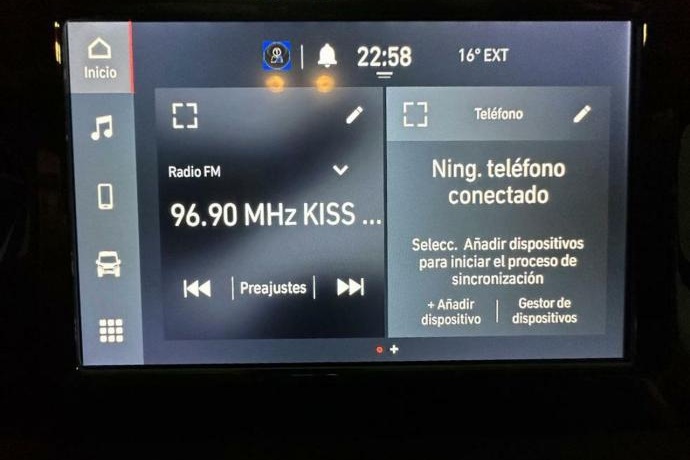 Inicio
22:58
16° EXT
Radio FM
96.90 MHz KISS ...
Preajustes
Teléfono
Ning. teléfono
conectado
Selecc. Añadir dispositivos
para iniciar el proceso de
sincronización
+ Añadir
dispositivo
Gestor de
dispositivos